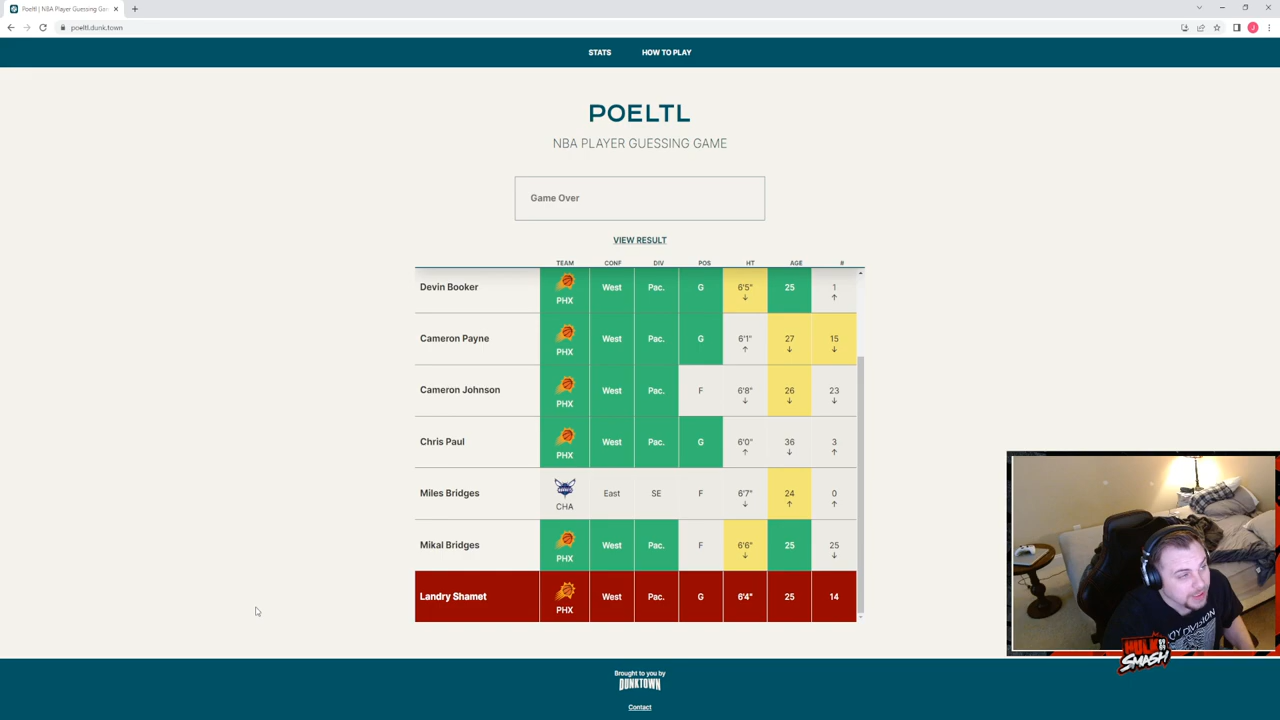 Poeltl | NBA Player Guessing Gam
poeltl.dunk.town
STATS HOW TO PLAY
POELTL
NBA PLAYER GUESSING GAME
Game Over
VIEW RESULT
TEAM CONF DIV POS HT AGE #
Devin Booker PHX West Pac. G 6'5" ↓ 25 1 ↑
Cameron Payne PHX West Pac. G 6'1" ↑ 27 ↓ 15 ↓
Cameron Johnson PHX West Pac. F 6'8" ↓ 26 ↓ 23 ↓
Chris Paul PHX West Pac. G 6'0" ↑ 36 ↓ 3 ↑
Miles Bridges CHA East SE F 6'7" ↓ 24 ↑ 0 ↑
Mikal Bridges PHX West Pac. F 6'6" ↓ 25 25 ↓
Landry Shamet PHX West Pac. G 6'4" 25 14
Brought to you by
DUNKTOWN
Contact
DIVISION
HULK
SMASH